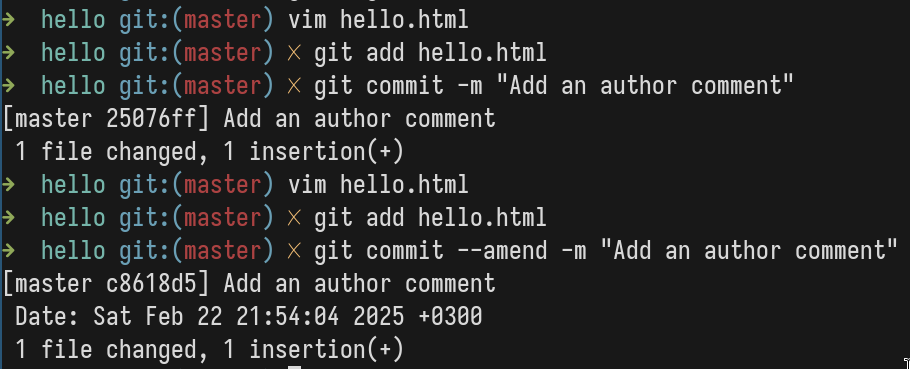 ➜  hello git:(master) vim hello.html
➜  hello git:(master) ✗ git add hello.html
➜  hello git:(master) ✗ git commit -m "Add an author comment"
[master 25076ff] Add an author comment
 1 file changed, 1 insertion(+)
➜  hello git:(master) vim hello.html
➜  hello git:(master) ✗ git add hello.html
➜  hello git:(master) ✗ git commit --amend -m "Add an author comment"
[master c8618d5] Add an author comment
 Date: Sat Feb 22 21:54:04 2025 +0300
 1 file changed, 1 insertion(+)